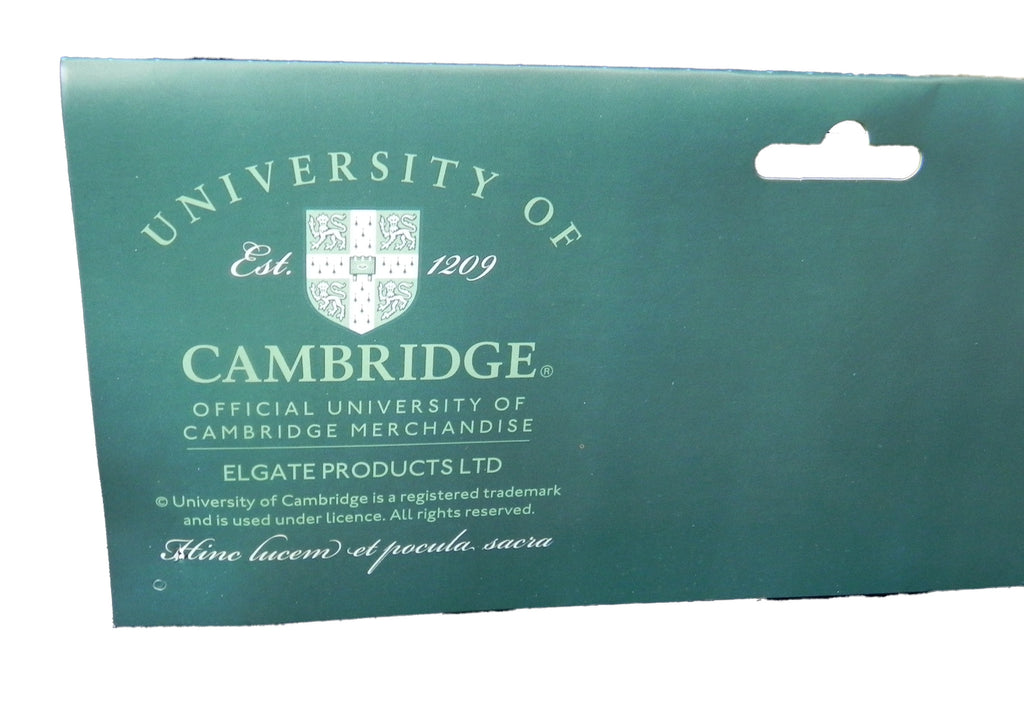 UNIVERSITY OF
Est. 1209
CAMBRIDGE®
OFFICIAL UNIVERSITY OF
CAMBRIDGE MERCHANDISE
ELGATE PRODUCTS LTD
© University of Cambridge is a registered trademark
and is used under licence. All rights reserved.
Hinc lucem et pocula sacra